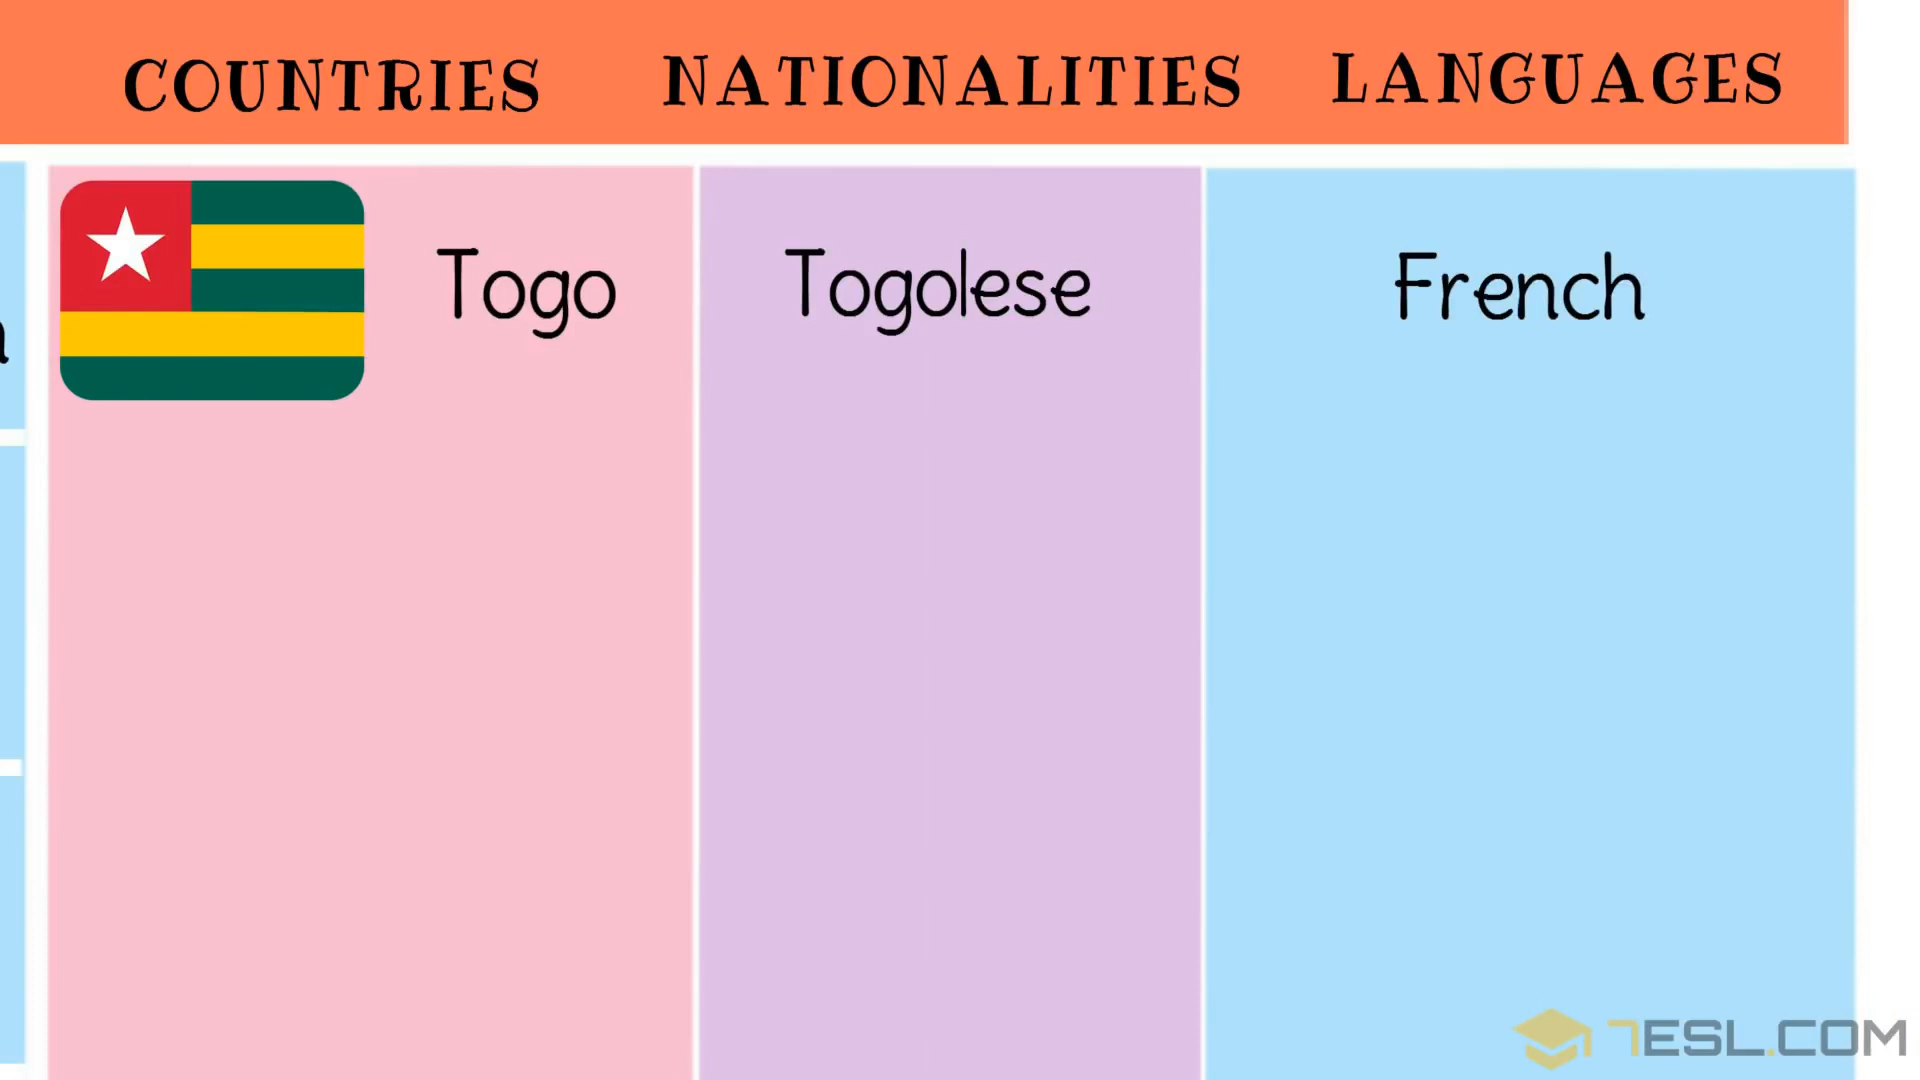 COUNTRIES NATIONALITIES LANGUAGES
Togo Togolese French
7ESL.COM